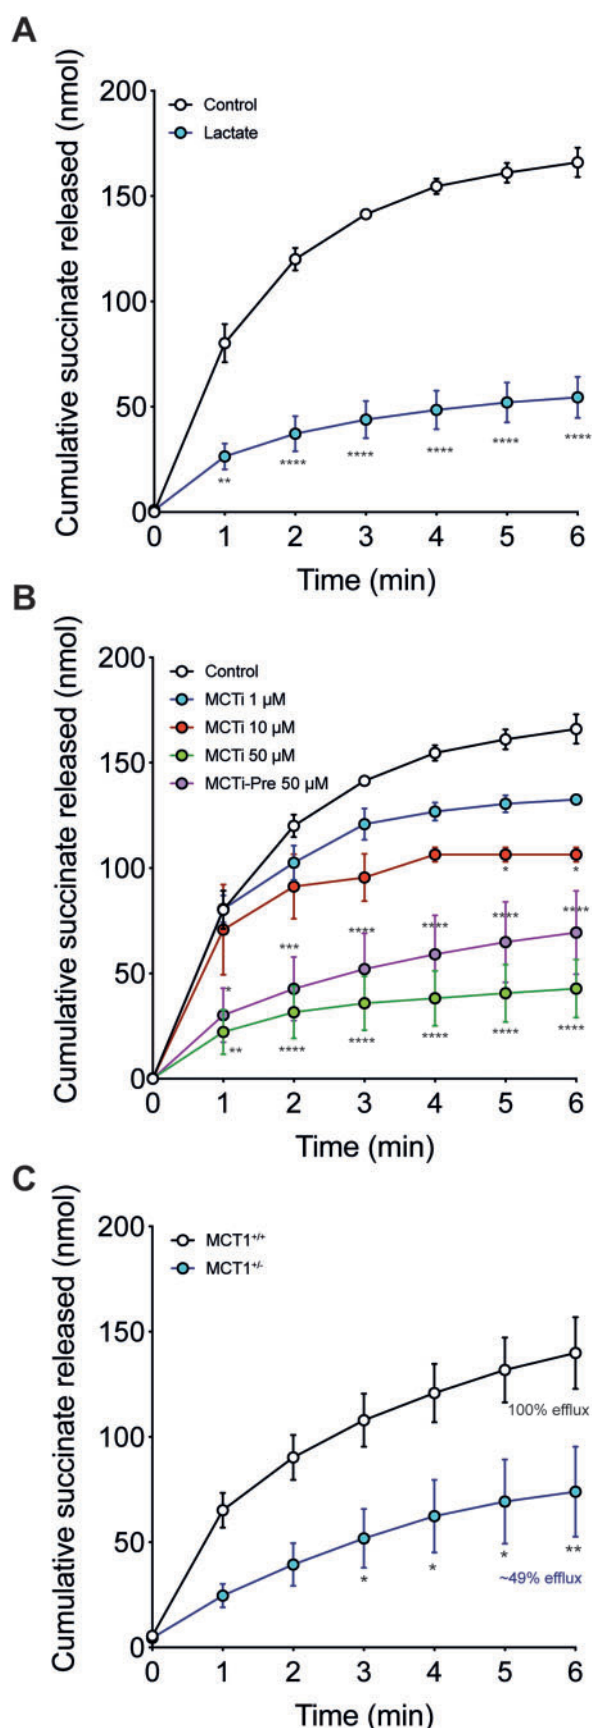 A
Cumulative succinate released (nmol)
200
150
100
50
0
Control
Lactate
**
****
****
****
****
****
0 1 2 3 4 5 6
Time (min)
B
Cumulative succinate released (nmol)
200
150
100
50
0
Control
MCTi 1 μM
MCTi 10 μM
MCTi 50 μM
MCTi-Pre 50 μM
*
*
*
***
****
****
****
****
**
****
****
****
****
****
0 1 2 3 4 5 6
Time (min)
C
Cumulative succinate released (nmol)
200
150
100
50
0
MCT1⁺/⁺
MCT1⁺/⁻
100% efflux
*
*
*
**
~49% efflux
0 1 2 3 4 5 6
Time (min)